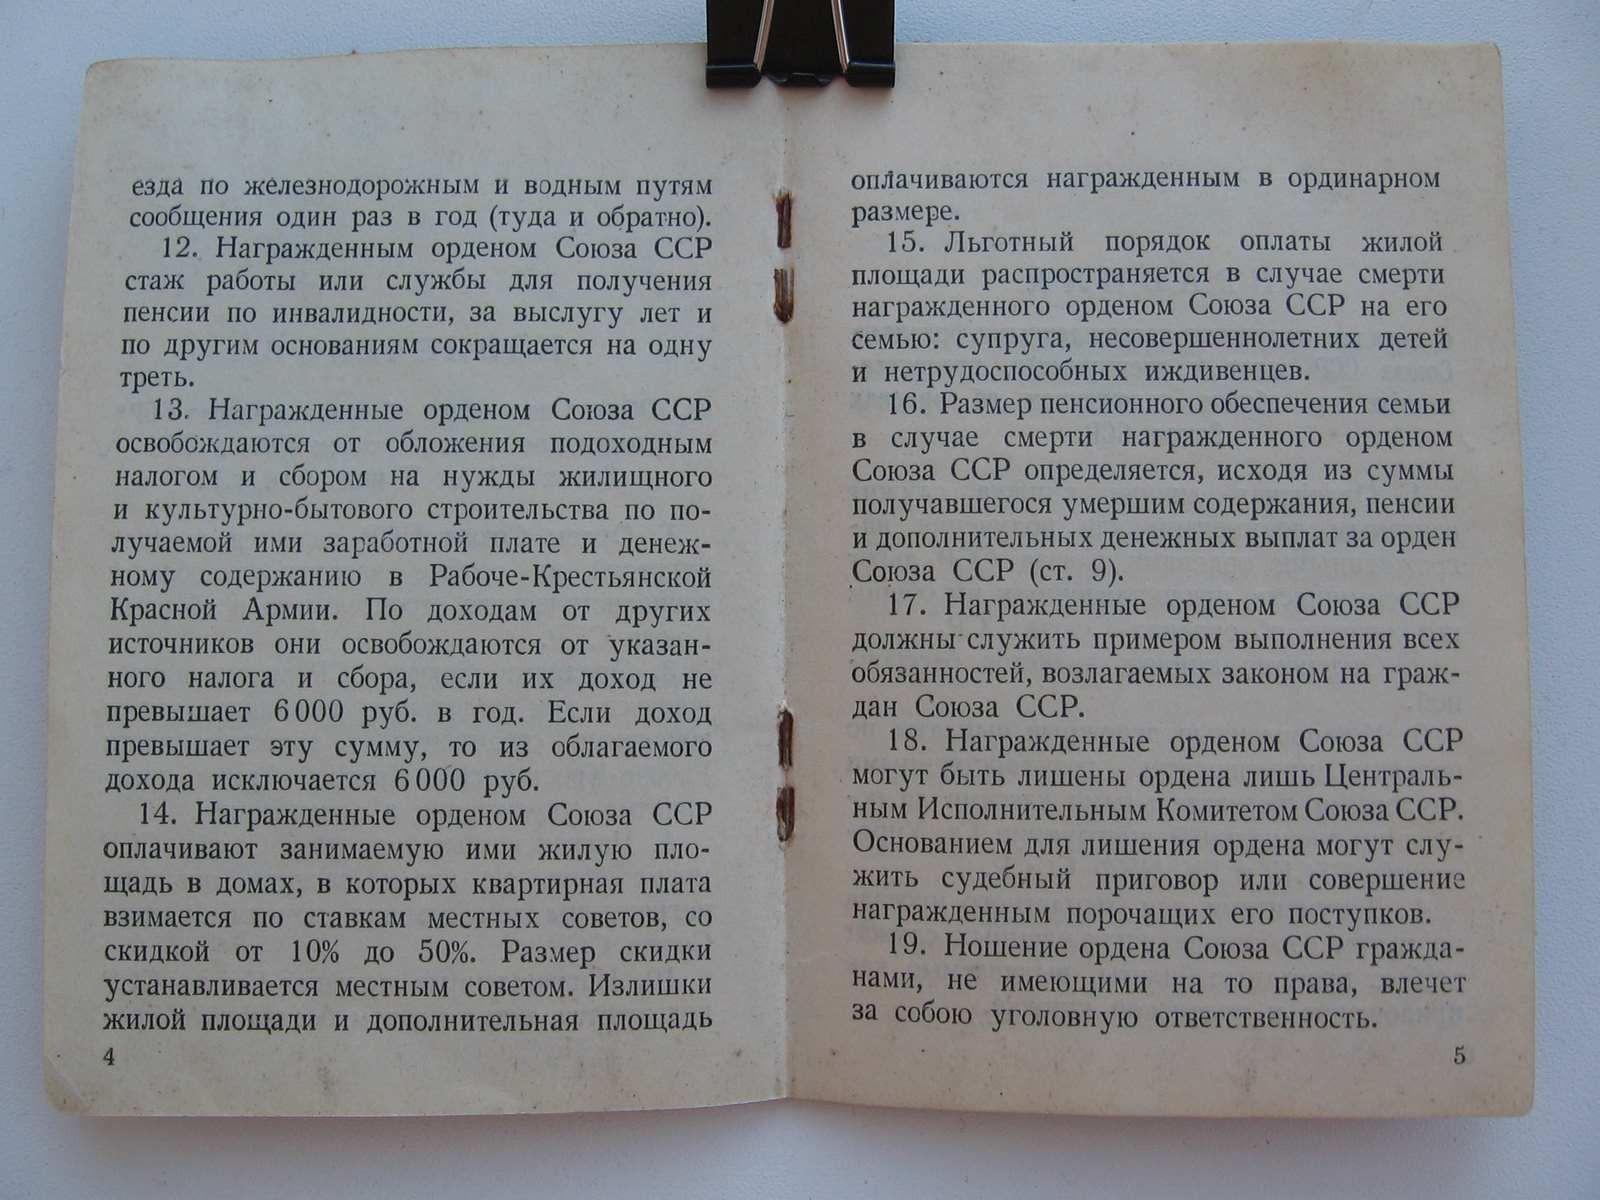 езда по железнодорожным и водным путям
сообщения один раз в год (туда и обратно).
12. Награжденным орденом Союза ССР
стаж работы или службы для получения
пенсии по инвалидности, за выслугу лет и
по другим основаниям сокращается на одну
треть.
13. Награжденные орденом Союза ССР
освобождаются от обложения подоходным
налогом и сбором на нужды жилищного
и культурно-бытового строительства по по-
лучаемой ими заработной плате и денеж-
ному содержанию в Рабоче-Крестьянской
Красной Армии. По доходам от других
источников они освобождаются от указан-
ного налога и сбора, если их доход не
превышает 6000 руб. в год. Если доход
превышает эту сумму, то из облагаемого
дохода исключается 6000 руб.
14. Награжденные орденом Союза ССР
оплачивают занимаемую ими жилую пло-
щадь в домах, в которых квартирная плата
взимается по ставкам местных советов, со
скидкой от 10% до 50%. Размер скидки
устанавливается местным советом. Излишки
жилой площади и дополнительная площадь
4
оплачиваются награжденным в ординарном
размере.
15. Льготный порядок оплаты жилой
площади распространяется в случае смерти
награжденного орденом Союза ССР на его
семью: супруга, несовершеннолетних детей
и нетрудоспособных иждивенцев.
16. Размер пенсионного обеспечения семьи
в случае смерти награжденного орденом
Союза ССР определяется, исходя из суммы
получавшегося умершим содержания, пенсии
и дополнительных денежных выплат за орден
Союза ССР (ст. 9).
17. Награжденные орденом Союза ССР
должны служить примером выполнения всех
обязанностей, возлагаемых законом на граж-
дан Союза ССР.
18. Награжденные орденом Союза ССР
могут быть лишены ордена лишь Централь-
ным Исполнительным Комитетом Союза ССР.
Основанием для лишения ордена могут слу-
жить судебный приговор или совершение
награжденным порочащих его поступков.
19. Ношение ордена Союза ССР гражда-
нами, не имеющими на то права, влечет
за собою уголовную ответственность.
5